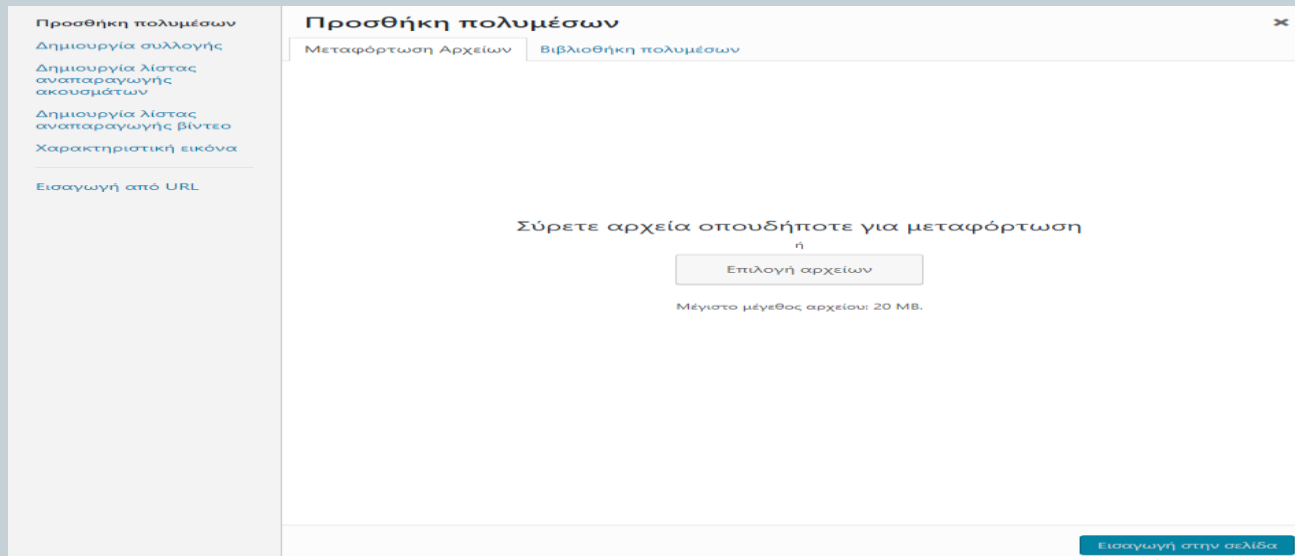 Προσθήκη πολυμέσων
Δημιουργία συλλογής
Δημιουργία λίστας
αναπαραγωγής
ακουσμάτων
Δημιουργία λίστας
αναπαραγωγής βίντεο
Χαρακτηριστική εικόνα
Εισαγωγή από URL
Προσθήκη πολυμέσων
Μεταφόρτωση Αρχείων
Βιβλιοθήκη πολυμέσων
Σύρετε αρχεία οπουδήποτε για μεταφόρτωση
ή
Επιλογή αρχείων
Μέγιστο μέγεθος αρχείου: 20 MB.
Εισαγωγή στην σελίδα